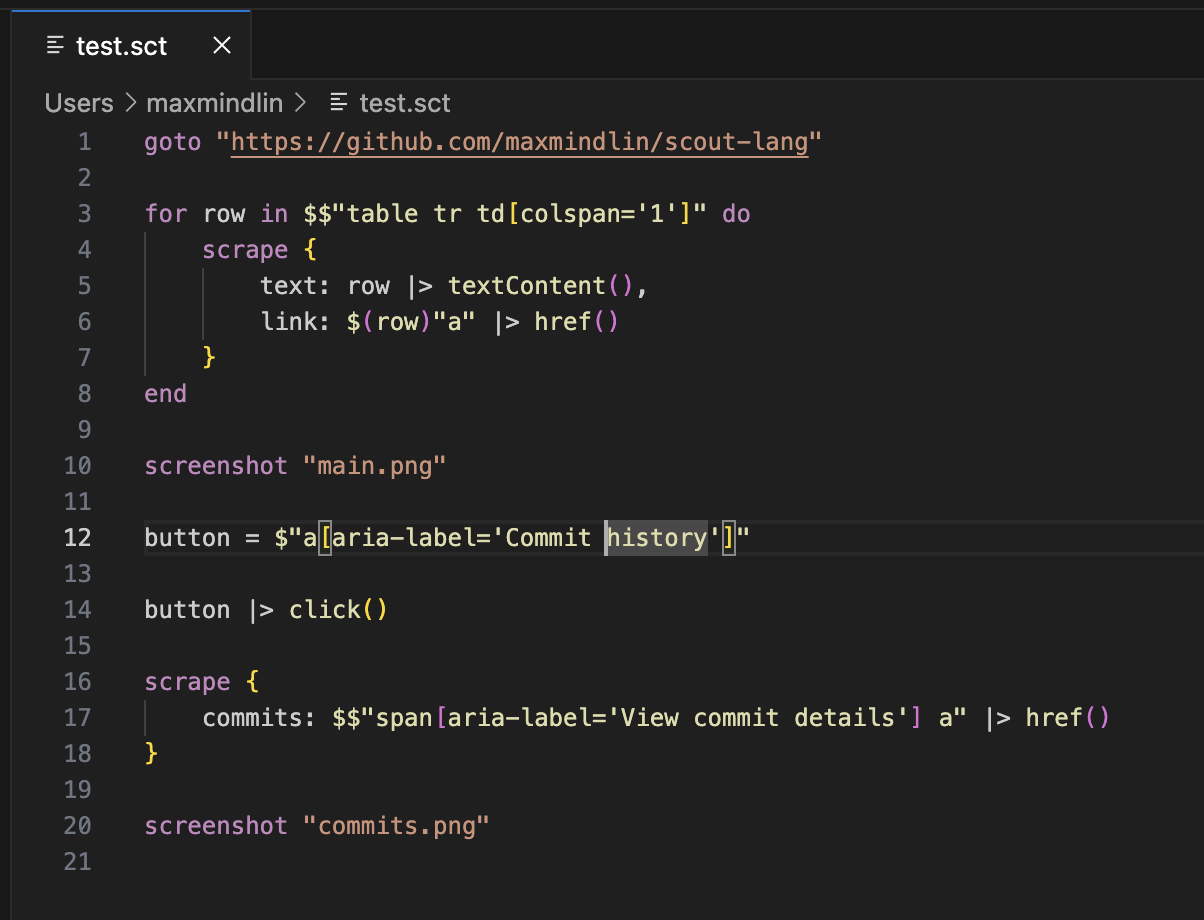 test.sct
Users > maxmindlin > test.sct
1 goto "https://github.com/maxmindlin/scout-lang"
2
3 for row in $$"table tr td[colspan='1']" do
4     scrape {
5         text: row |> textContent(),
6         link: $(row)"a" |> href()
7     }
8 end
9
10 screenshot "main.png"
11
12 button = $"a[aria-label='Commit history']"
13
14 button |> click()
15
16 scrape {
17     commits: $$"span[aria-label='View commit details'] a" |> href()
18 }
19
20 screenshot "commits.png"
21